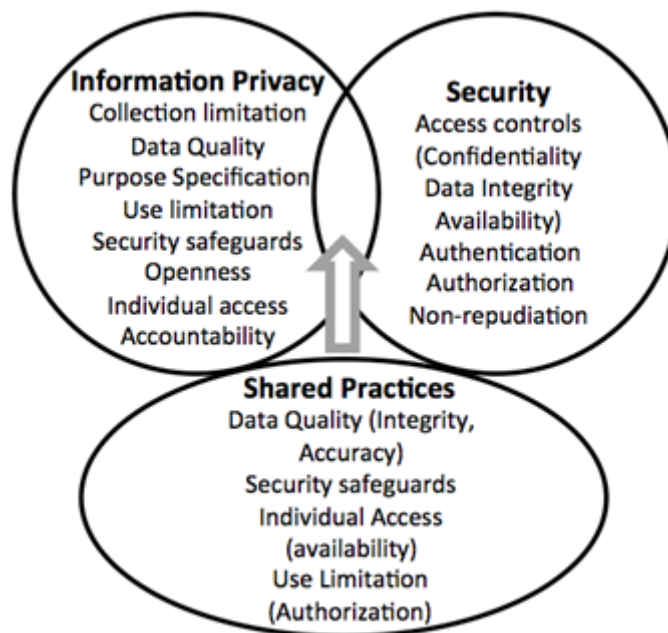 Information Privacy
Collection limitation
Data Quality
Purpose Specification
Use limitation
Security safeguards
Openness
Individual access
Accountability
Security
Access controls
(Confidentiality
Data Integrity
Availability)
Authentication
Authorization
Non-repudiation
Shared Practices
Data Quality (Integrity,
Accuracy)
Security safeguards
Individual Access
(availability)
Use Limitation
(Authorization)